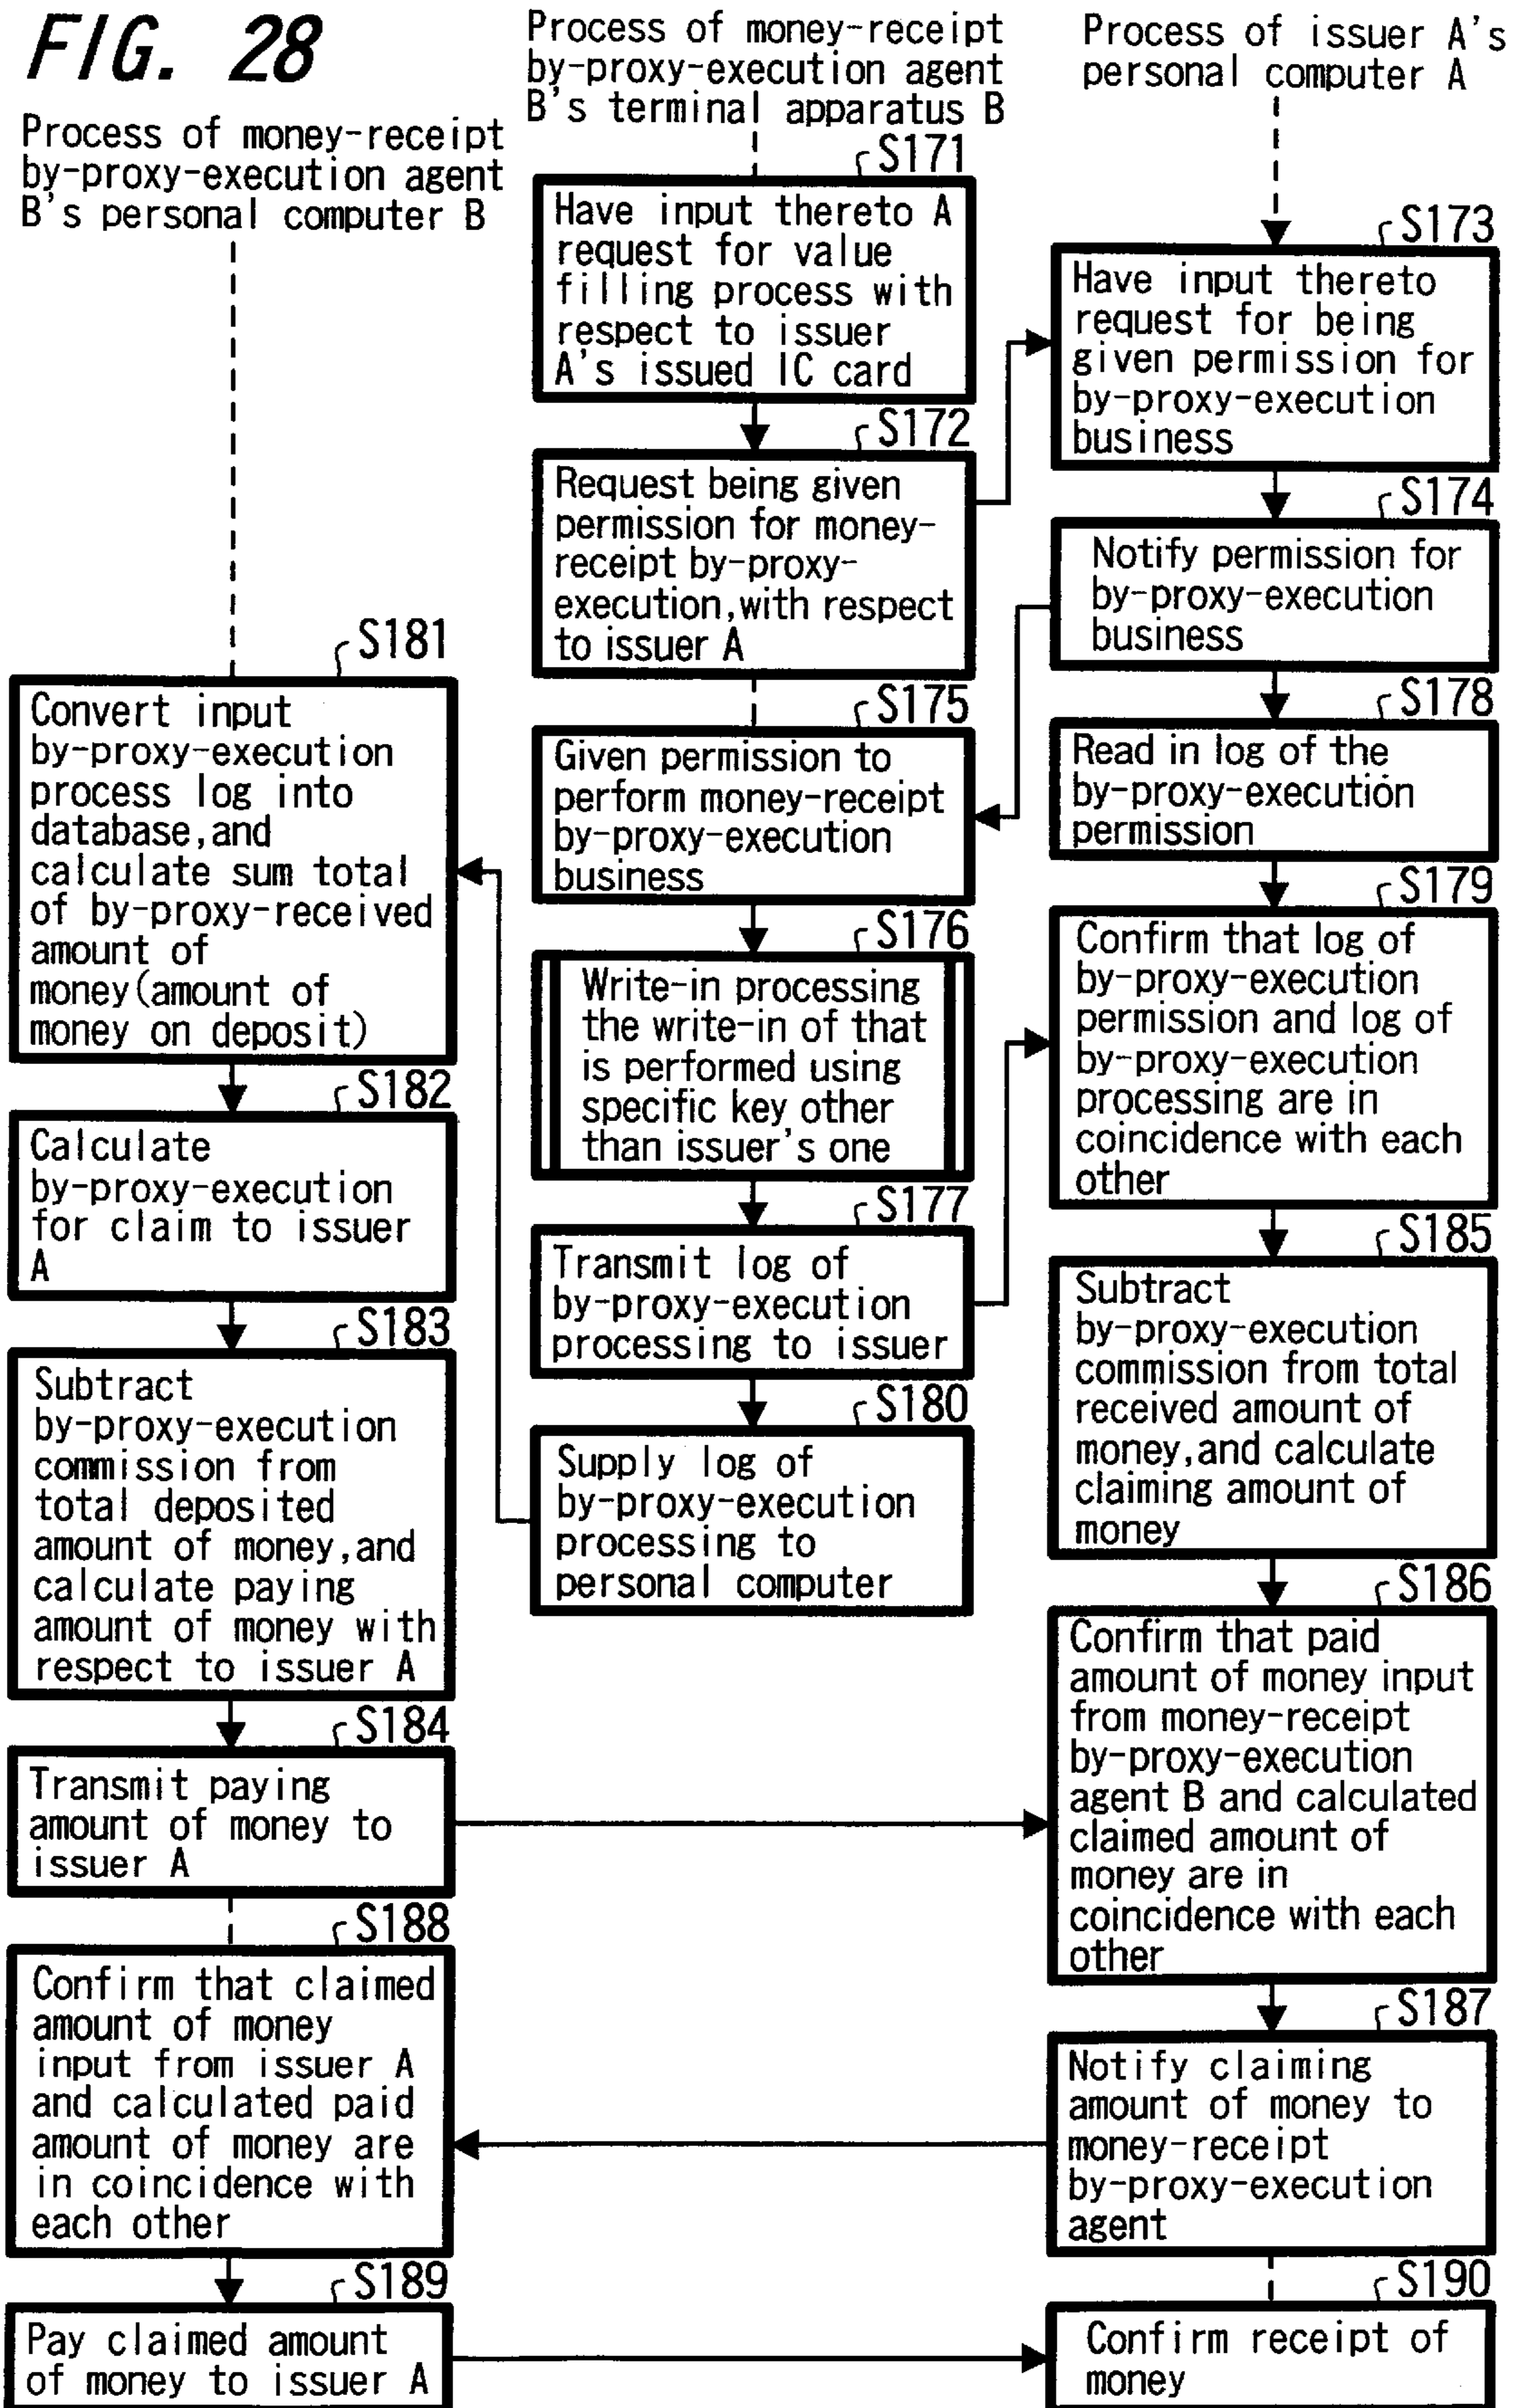 FIG. 28
Process of money-receipt
by-proxy-execution agent
B's personal computer B
Process of money-receipt
by-proxy-execution agent
B's terminal apparatus B
Process of issuer A's
personal computer A
S171
Have input thereto A
request for value
filling process with
respect to issuer
A's issued IC card
S172
Request being given
permission for money-
receipt by-proxy-
execution,with respect
to issuer A
S173
Have input thereto
request for being
given permission for
by-proxy-execution
business
S174
Notify permission for
by-proxy-execution
business
S175
Given permission to
perform money-receipt
by-proxy-execution
business
S176
Write-in processing
the write-in of that
is performed using
specific key other
than issuer's one
S177
Transmit log of
by-proxy-execution
processing to issuer
S178
Read in log of the
by-proxy-execution
permission
S179
Confirm that log of
by-proxy-execution
permission and log of
by-proxy-execution
processing are in
coincidence with each
other
S180
Supply log of
by-proxy-execution
processing to
personal computer
S181
Convert input
by-proxy-execution
process log into
database,and
calculate sum total
of by-proxy-received
amount of
money(amount of
money on deposit)
S182
Calculate
by-proxy-execution
for claim to issuer
A
S183
Subtract
by-proxy-execution
commission from
total deposited
amount of money,and
calculate paying
amount of money with
respect to issuer A
S184
Transmit paying
amount of money to
issuer A
S185
Subtract
by-proxy-execution
commission from total
received amount of
money,and calculate
claiming amount of
money
S186
Confirm that paid
amount of money input
from money-receipt
by-proxy-execution
agent B and calculated
claimed amount of
money are in
coincidence with each
other
S187
Notify claiming
amount of money to
money-receipt
by-proxy-execution
agent
S188
Confirm that claimed
amount of money
input from issuer A
and calculated paid
amount of money are
in coincidence with
each other
S189
Pay claimed amount
of money to issuer A
S190
Confirm receipt of
money